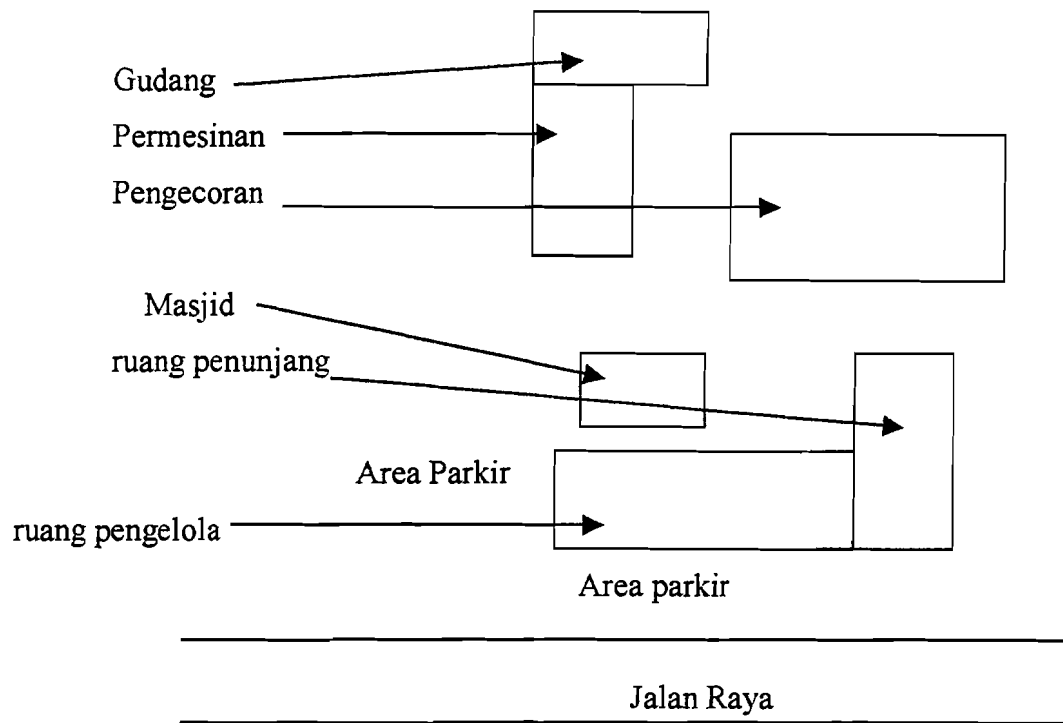 Gudang
Permesinan
Pengecoran
Masjid
ruang penunjang
Area Parkir
ruang pengelola
Area parkir
Jalan Raya